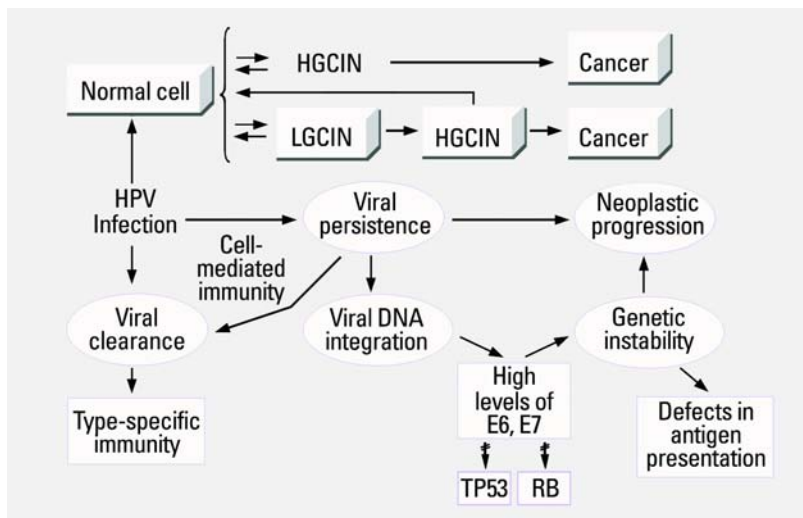 HGCIN
Cancer
Normal cell
LGCIN
HGCIN
Cancer
HPV
Infection
Viral
persistence
Neoplastic
progression
Cell-
mediated
immunity
Viral
clearance
Viral DNA
integration
Genetic
instability
High
levels of
E6, E7
Type-specific
immunity
Defects in
antigen
presentation
TP53
RB